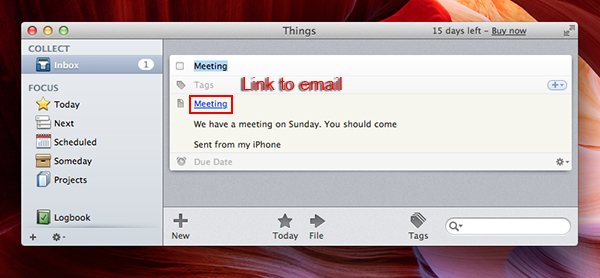 Things
15 days left – Buy now
COLLECT
Inbox 1
FOCUS
Today
Next
Scheduled
Someday
Projects
Logbook
Meeting
Tags
Link to email
Meeting
We have a meeting on Sunday. You should come
Sent from my iPhone
Due Date
New
Today
File
Tags